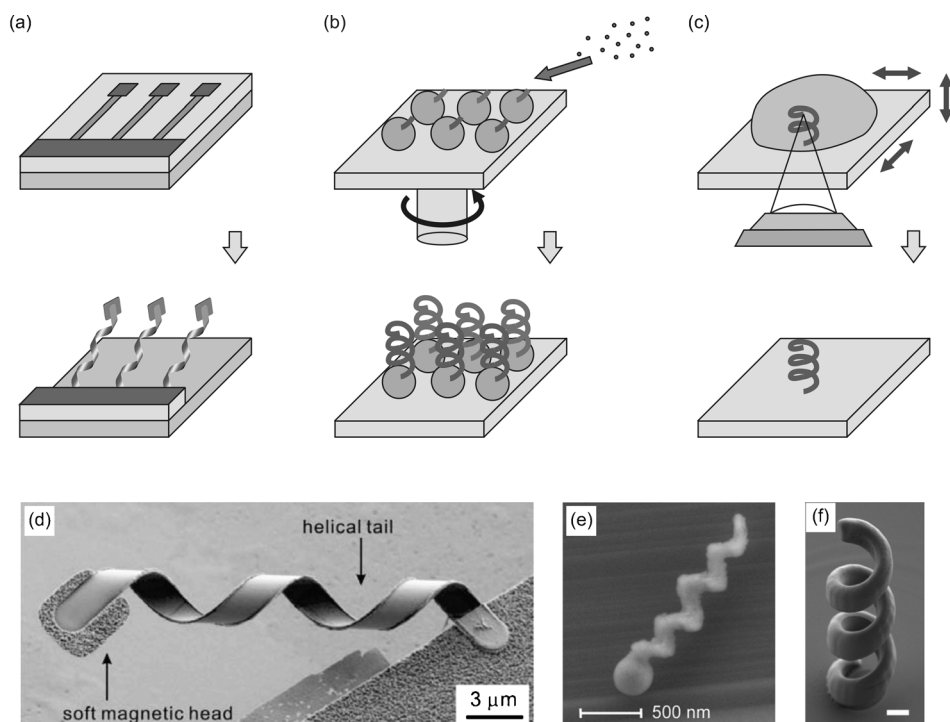 (a)
(b)
(c)
(d)
helical tail
soft magnetic head
3 μm
(e)
500 nm
(f)